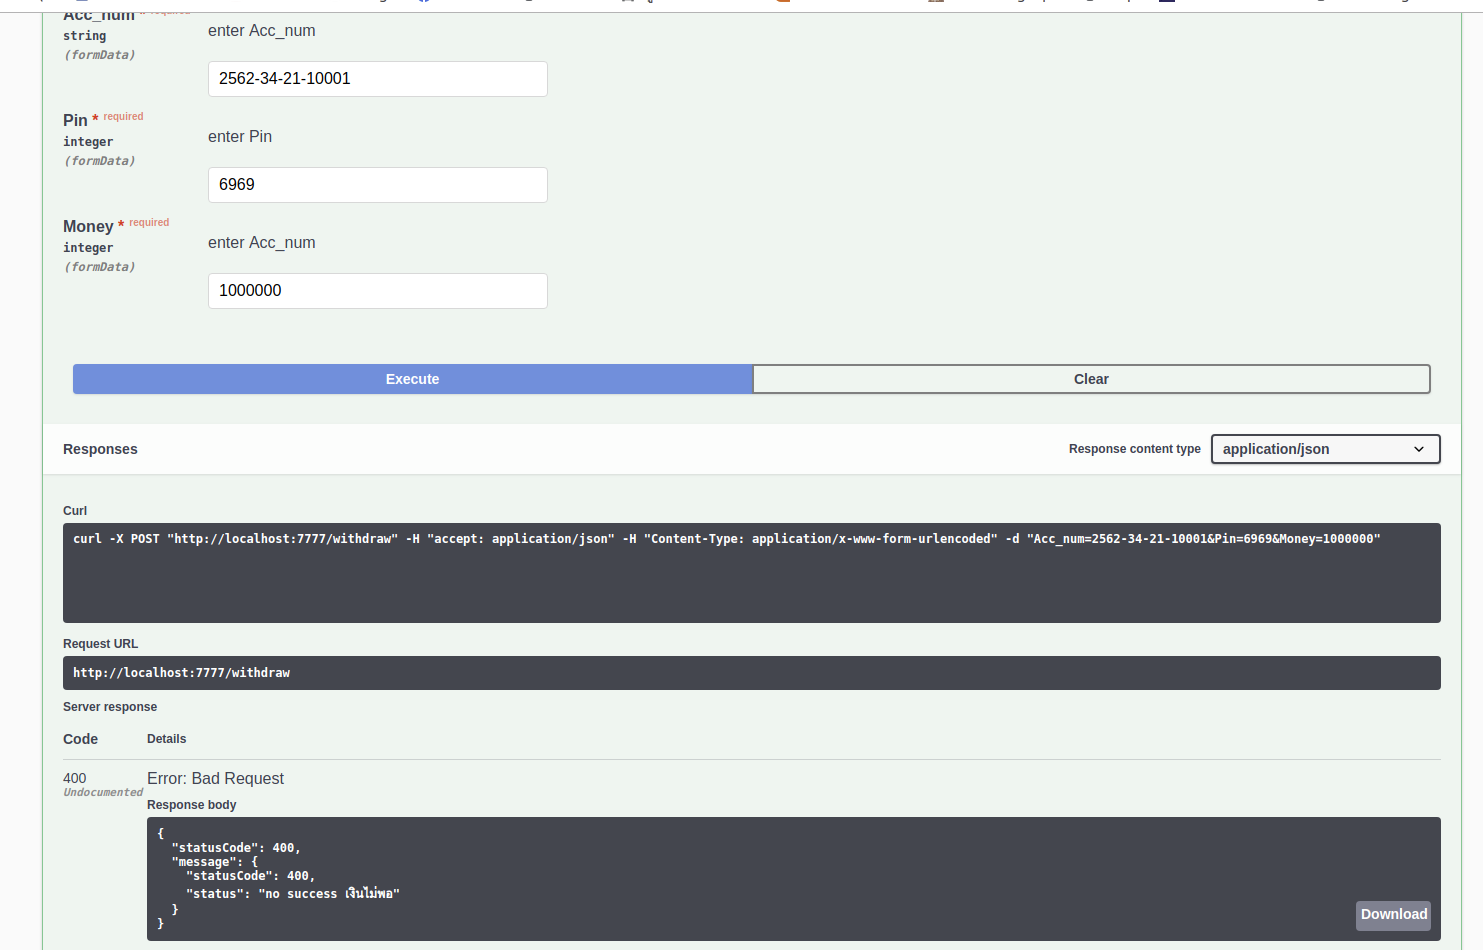 Acc_num * required
string
(formData)
enter Acc_num
2562-34-21-10001
Pin * required
integer
(formData)
enter Pin
6969
Money * required
integer
(formData)
enter Acc_num
1000000
Execute
Clear
Responses
Response content type
application/json
Curl
curl -X POST "http://localhost:7777/withdraw" -H "accept: application/json" -H "Content-Type: application/x-www-form-urlencoded" -d "Acc_num=2562-34-21-10001&Pin=6969&Money=1000000"
Request URL
http://localhost:7777/withdraw
Server response
Code
Details
400
Undocumented
Error: Bad Request
Response body
{
"statusCode": 400,
"message": {
"statusCode": 400,
"status": "no success เงินไม่พอ"
}
}
Download